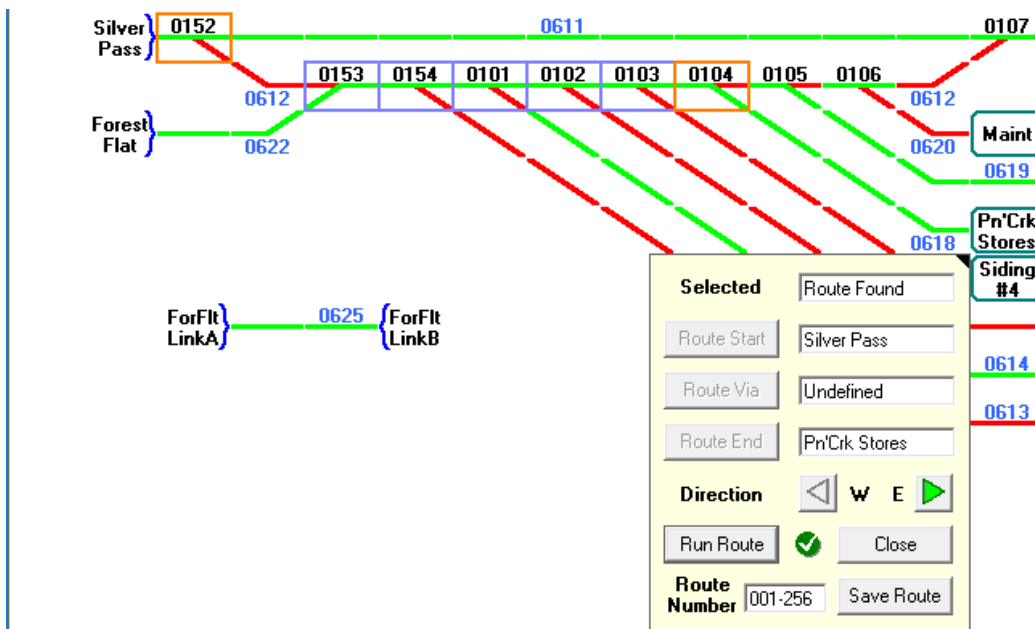 Silver
Pass
0152
0611
0107
0153
0154
0101
0102
0103
0104
0105
0106
0612
0612
Forest
Flat
0622
0620
Maint
0619
Pn'Crk
Stores
0618
Siding
#4
ForFlt
LinkA
0625
ForFlt
LinkB
0614
0613
Selected
Route Found
Route Start
Silver Pass
Route Via
Undefined
Route End
Pn'Crk Stores
Direction
W E
Run Route
Close
Route
Number
001-256
Save Route